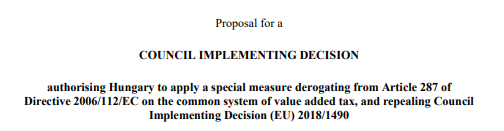 Proposal for a
COUNCIL IMPLEMENTING DECISION
authorising Hungary to apply a special measure derogating from Article 287 of
Directive 2006/112/EC on the common system of value added tax, and repealing Council
Implementing Decision (EU) 2018/1490